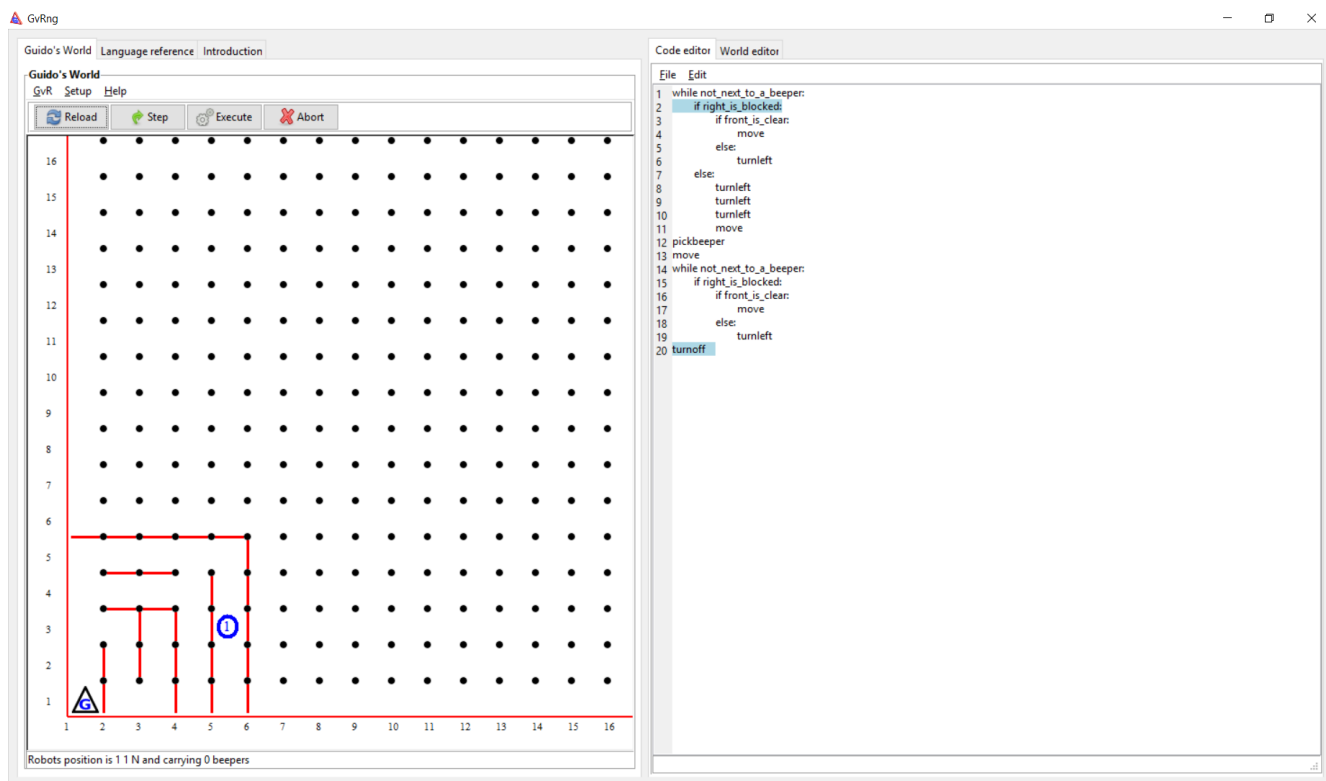 GvRng
Guido's World Language reference Introduction
Guido's World
GvR Setup Help
Reload Step Execute Abort
16
15
14
13
12
11
10
9
8
7
6
5
4
3
2
1
1
G
1 2 3 4 5 6 7 8 9 10 11 12 13 14 15 16
Robots position is 1 1 N and carrying 0 beepers
Code editor World editor
File Edit
1 while not_next_to_a_beeper:
2 if right_is_blocked:
3 if front_is_clear:
4 move
5 else:
6 turnleft
7 else:
8 turnleft
9 turnleft
10 turnleft
11 move
12 pickbeeper
13 move
14 while not_next_to_a_beeper:
15 if right_is_blocked:
16 if front_is_clear:
17 move
18 else:
19 turnleft
20 turnoff